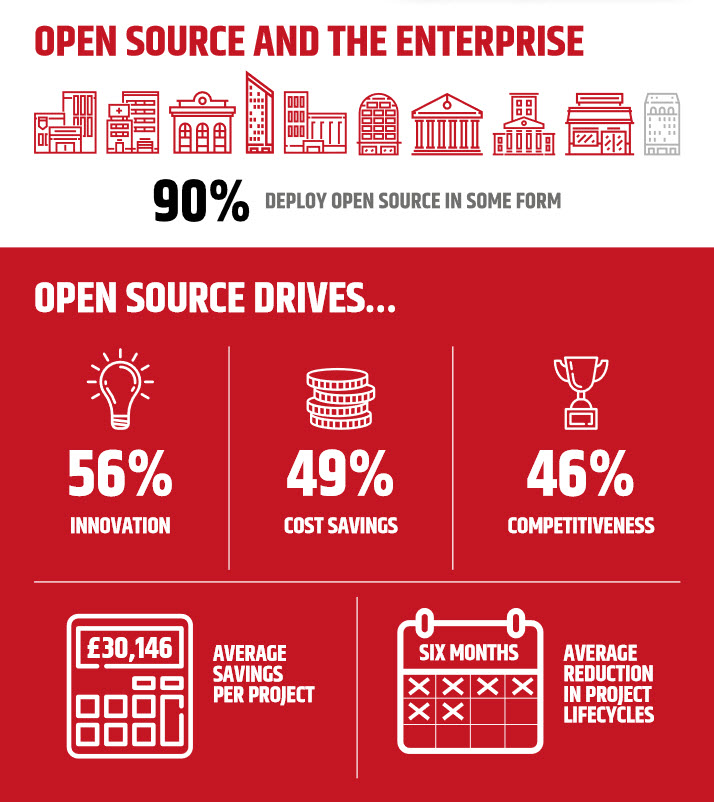 OPEN SOURCE AND THE ENTERPRISE
90% DEPLOY OPEN SOURCE IN SOME FORM
OPEN SOURCE DRIVES...
56%
INNOVATION
49%
COST SAVINGS
46%
COMPETITIVENESS
£30,146
AVERAGE
SAVINGS
PER PROJECT
SIX MONTHS
AVERAGE
REDUCTION
IN PROJECT
LIFECYCLES